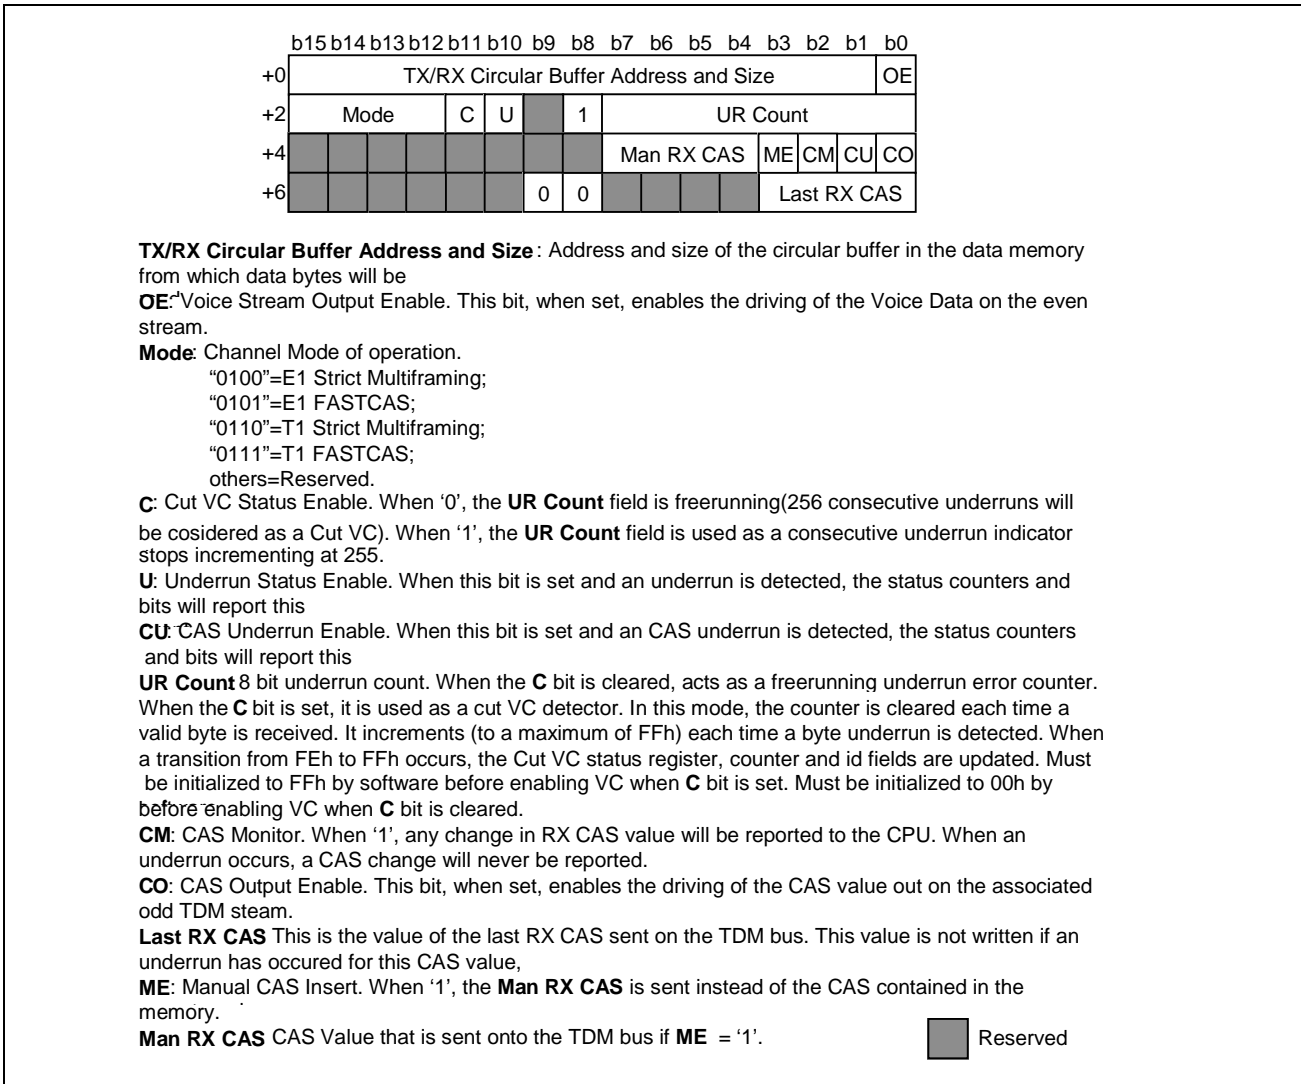 b15 b14 b13 b12 b11 b10 b9 b8 b7 b6 b5 b4 b3 b2 b1 b0
+0 TX/RX Circular Buffer Address and Size OE
+2 Mode C U 1 UR Count
+4 Man RX CAS ME CM CU CO
+6 0 0 Last RX CAS
TX/RX Circular Buffer Address and Size: Address and size of the circular buffer in the data memory
from which data bytes will be
OE: Voice Stream Output Enable. This bit, when set, enables the driving of the Voice Data on the even
stream.
Mode: Channel Mode of operation.
“0100”=E1 Strict Multiframing;
“0101”=E1 FASTCAS;
“0110”=T1 Strict Multiframing;
“0111”=T1 FASTCAS;
others=Reserved.
C: Cut VC Status Enable. When ‘0’, the UR Count field is freerunning(256 consecutive underruns will
be cosidered as a Cut VC). When ‘1’, the UR Count field is used as a consecutive underrun indicator
stops incrementing at 255.
U: Underrun Status Enable. When this bit is set and an underrun is detected, the status counters and
bits will report this
CU: CAS Underrun Enable. When this bit is set and an CAS underrun is detected, the status counters
and bits will report this
UR Count 8 bit underrun count. When the C bit is cleared, acts as a freerunning underrun error counter.
When the C bit is set, it is used as a cut VC detector. In this mode, the counter is cleared each time a
valid byte is received. It increments (to a maximum of FFh) each time a byte underrun is detected. When
a transition from FEh to FFh occurs, the Cut VC status register, counter and id fields are updated. Must
be initialized to FFh by software before enabling VC when C bit is set. Must be initialized to 00h by
before enabling VC when C bit is cleared.
CM: CAS Monitor. When ‘1’, any change in RX CAS value will be reported to the CPU. When an
underrun occurs, a CAS change will never be reported.
CO: CAS Output Enable. This bit, when set, enables the driving of the CAS value out on the associated
odd TDM steam.
Last RX CAS This is the value of the last RX CAS sent on the TDM bus. This value is not written if an
underrun has occured for this CAS value,
ME: Manual CAS Insert. When ‘1’, the Man RX CAS is sent instead of the CAS contained in the
memory.
Man RX CAS CAS Value that is sent onto the TDM bus if ME = ‘1’.
Reserved